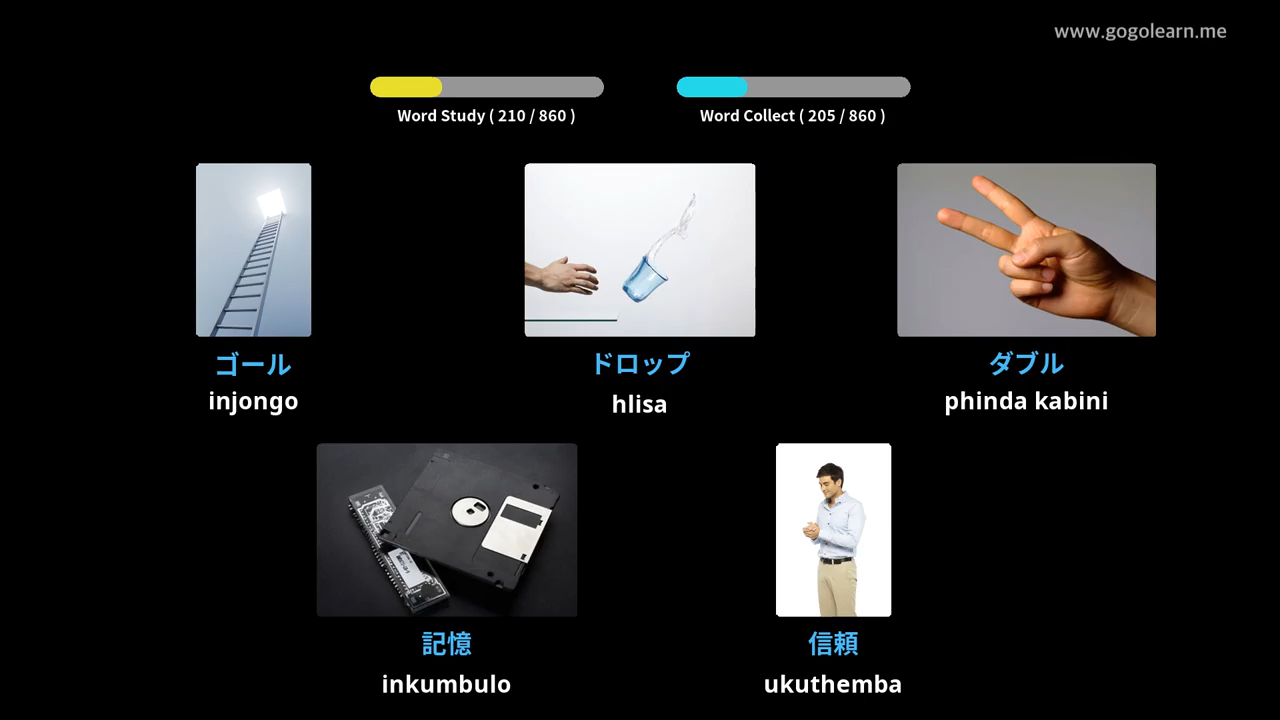 www.gogolearn.me
Word Study ( 210 / 860 )
Word Collect ( 205 / 860 )
ゴール
injongo
ドロップ
hlisa
ダブル
phinda kabini
記憶
inkumbulo
信頼
ukuthemba